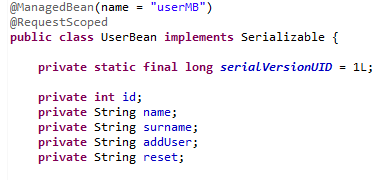 @ManagedBean(name = "userMB")
@RequestScoped
public class UserBean implements Serializable {
private static final long serialVersionUID = 1L;
private int id;
private String name;
private String surname;
private String addUser;
private String reset;